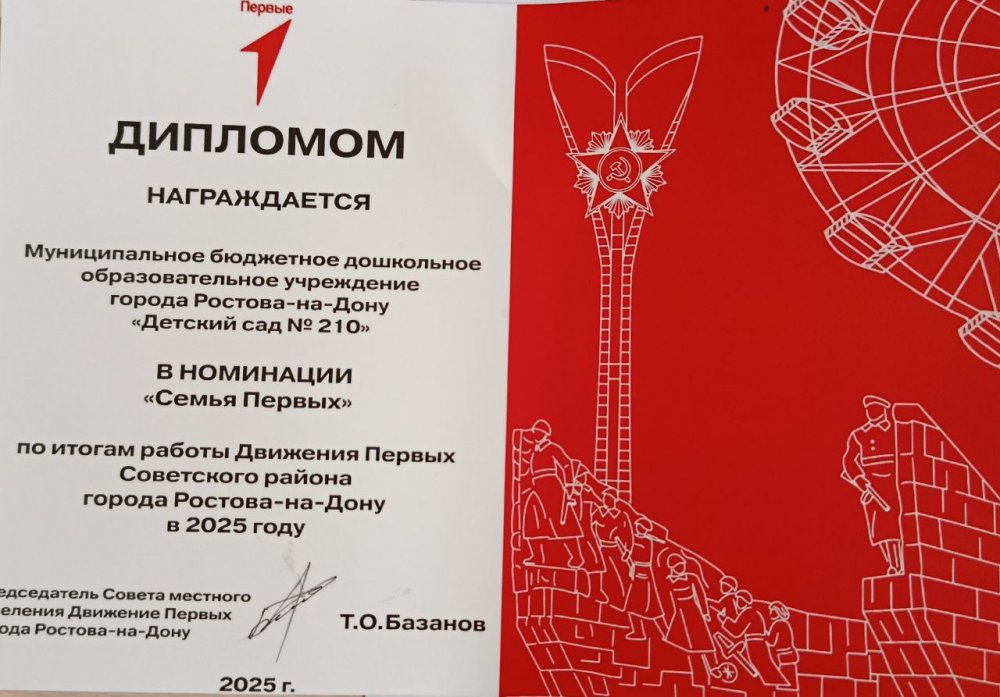 Первые
ДИПЛОМОМ
НАГРАЖДАЕТСЯ
Муниципальное бюджетное дошкольное
образовательное учреждение
города Ростова-на-Дону
«Детский сад № 210»
В НОМИНАЦИИ
«Семья Первых»
по итогам работы Движения Первых
Советского района
города Ростова-на-Дону
в 2025 году
едседатель Совета местного
еления Движение Первых
ода Ростова-на-Дону
Т.О.Базанов
2025 г.